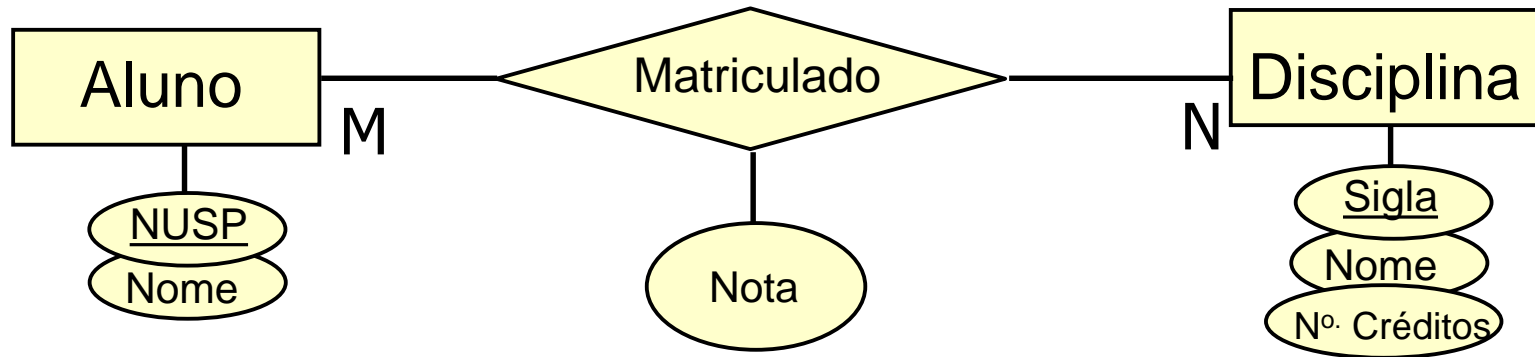 Aluno
M
Matriculado
N
Disciplina
NUSP
Nome
Nota
Sigla
Nome
Nº. Créditos